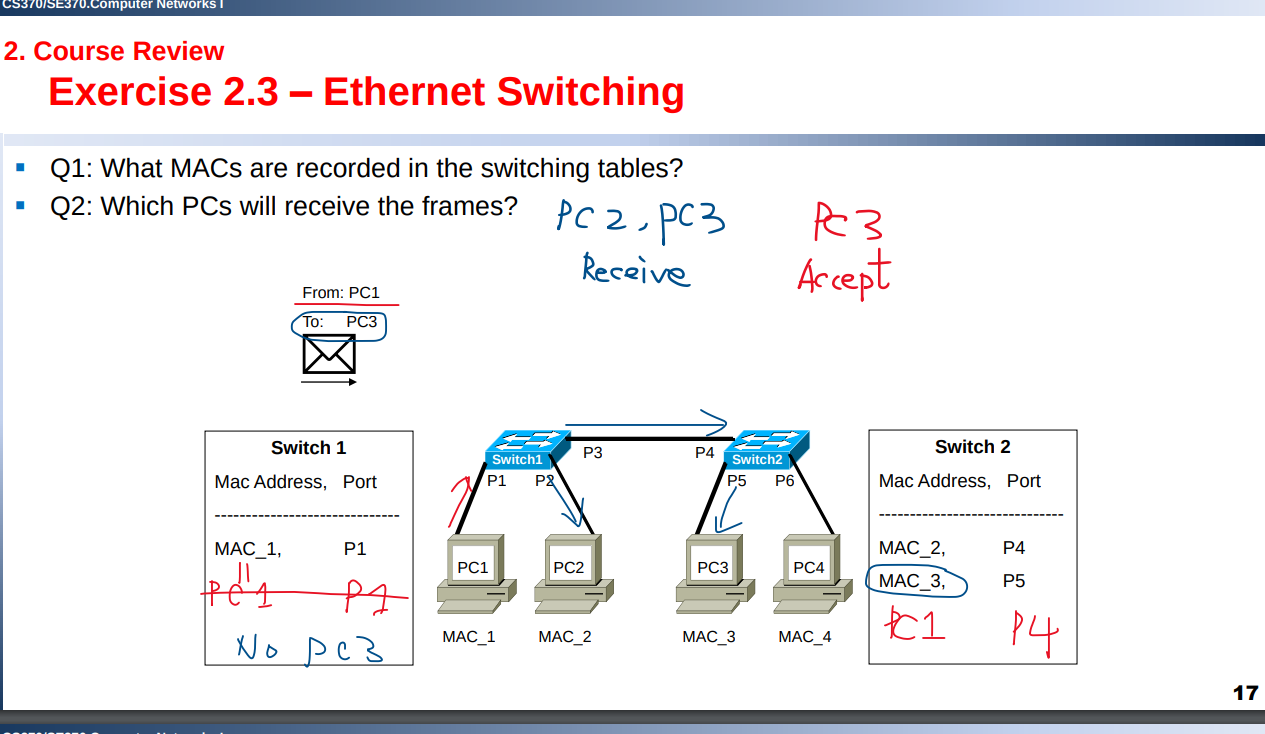 CS370/SE370.Computer Networks I
2. Course Review
Exercise 2.3 – Ethernet Switching
Q1: What MACs are recorded in the switching tables?
Q2: Which PCs will receive the frames?
PC2, PC3
PC3
Receive
Accept
From: PC1
To: PC3
Switch 1
Mac Address, Port
------------------------------
MAC_1, P1
PC1 P1
No PC3
Switch1
P3
P1
P2
PC1
PC2
MAC_1
MAC_2
P4
Switch2
P5
P6
PC3
PC4
MAC_3
MAC_4
Switch 2
Mac Address, Port
------------------------------
MAC_2, P4
MAC_3, P5
PC1 P4
17